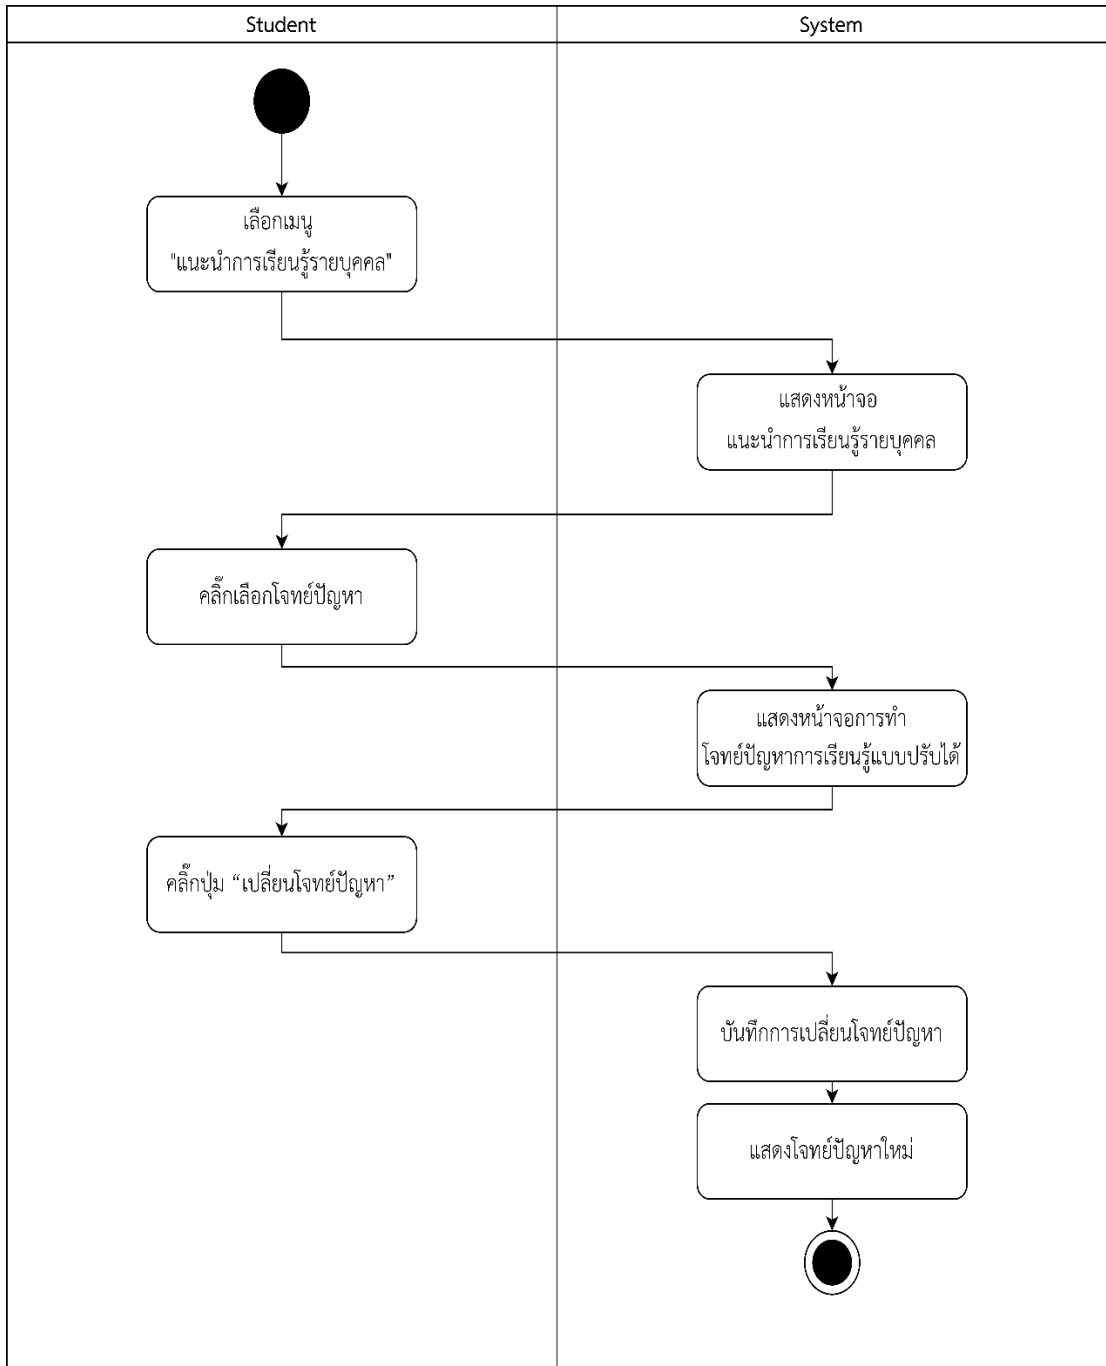 Student
System
เลือกเมนู
"แนะนำการเรียนรู้รายบุคคล"
แสดงหน้าจอ
แนะนำการเรียนรู้รายบุคคล
คลิ๊กเลือกโจทย์ปัญหา
แสดงหน้าจอการทำ
โจทย์ปัญหาการเรียนรู้แบบปรับได้
คลิ๊กปุ่ม “เปลี่ยนโจทย์ปัญหา”
บันทึกการเปลี่ยนโจทย์ปัญหา
แสดงโจทย์ปัญหาใหม่